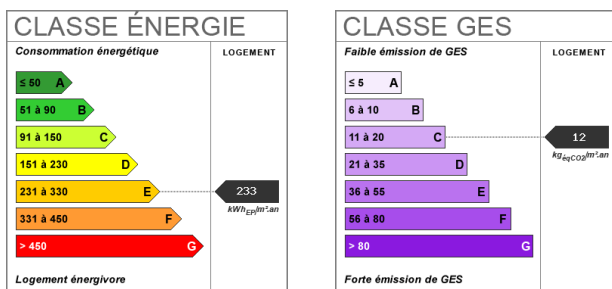 CLASSE ÉNERGIE
Consommation énergétique
LOGEMENT
≤ 50 A
51 à 90 B
91 à 150 C
151 à 230 D
231 à 330 E
233
kWhEP/m².an
331 à 450 F
> 450 G
Logement énergivore
CLASSE GES
Faible émission de GES
LOGEMENT
≤ 5 A
6 à 10 B
11 à 20 C
12
kgéqCO2/m².an
21 à 35 D
36 à 55 E
56 à 80 F
> 80 G
Forte émission de GES